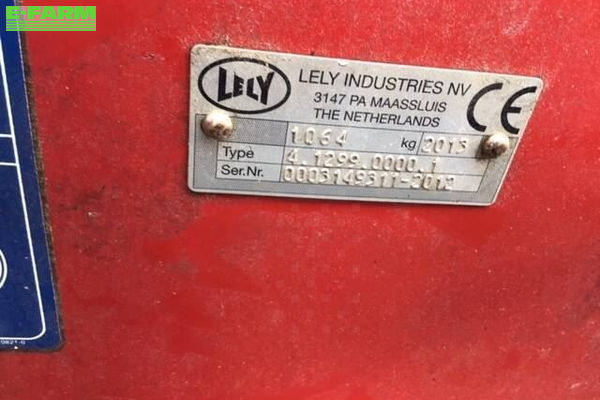 E-FARM
LELY
LELY INDUSTRIES NV
3147 PA MAASSLUIS
THE NETHERLANDS
CE
1064 kg 2013
Type 4.1299.0000.1
Ser.Nr. 0003149311-2012